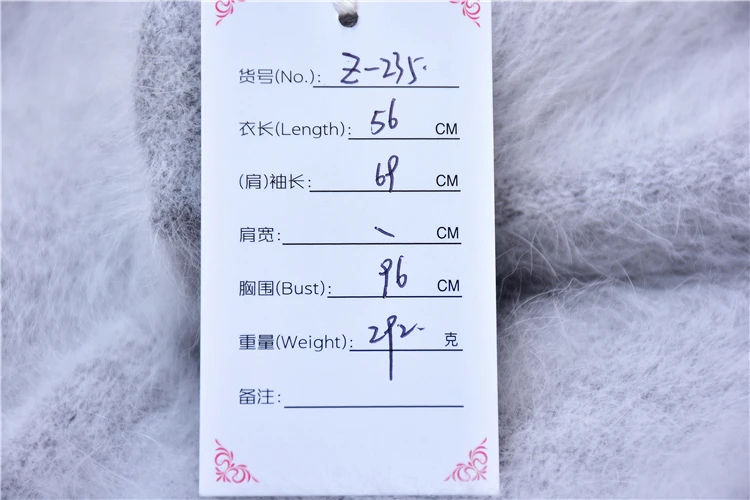 货号(No.): Z-235.
衣长(Length): 56 CM
(肩)袖长: 69 CM
肩宽: \ CM
胸围(Bust): 96 CM
重量(Weight): 292. 克
备注: